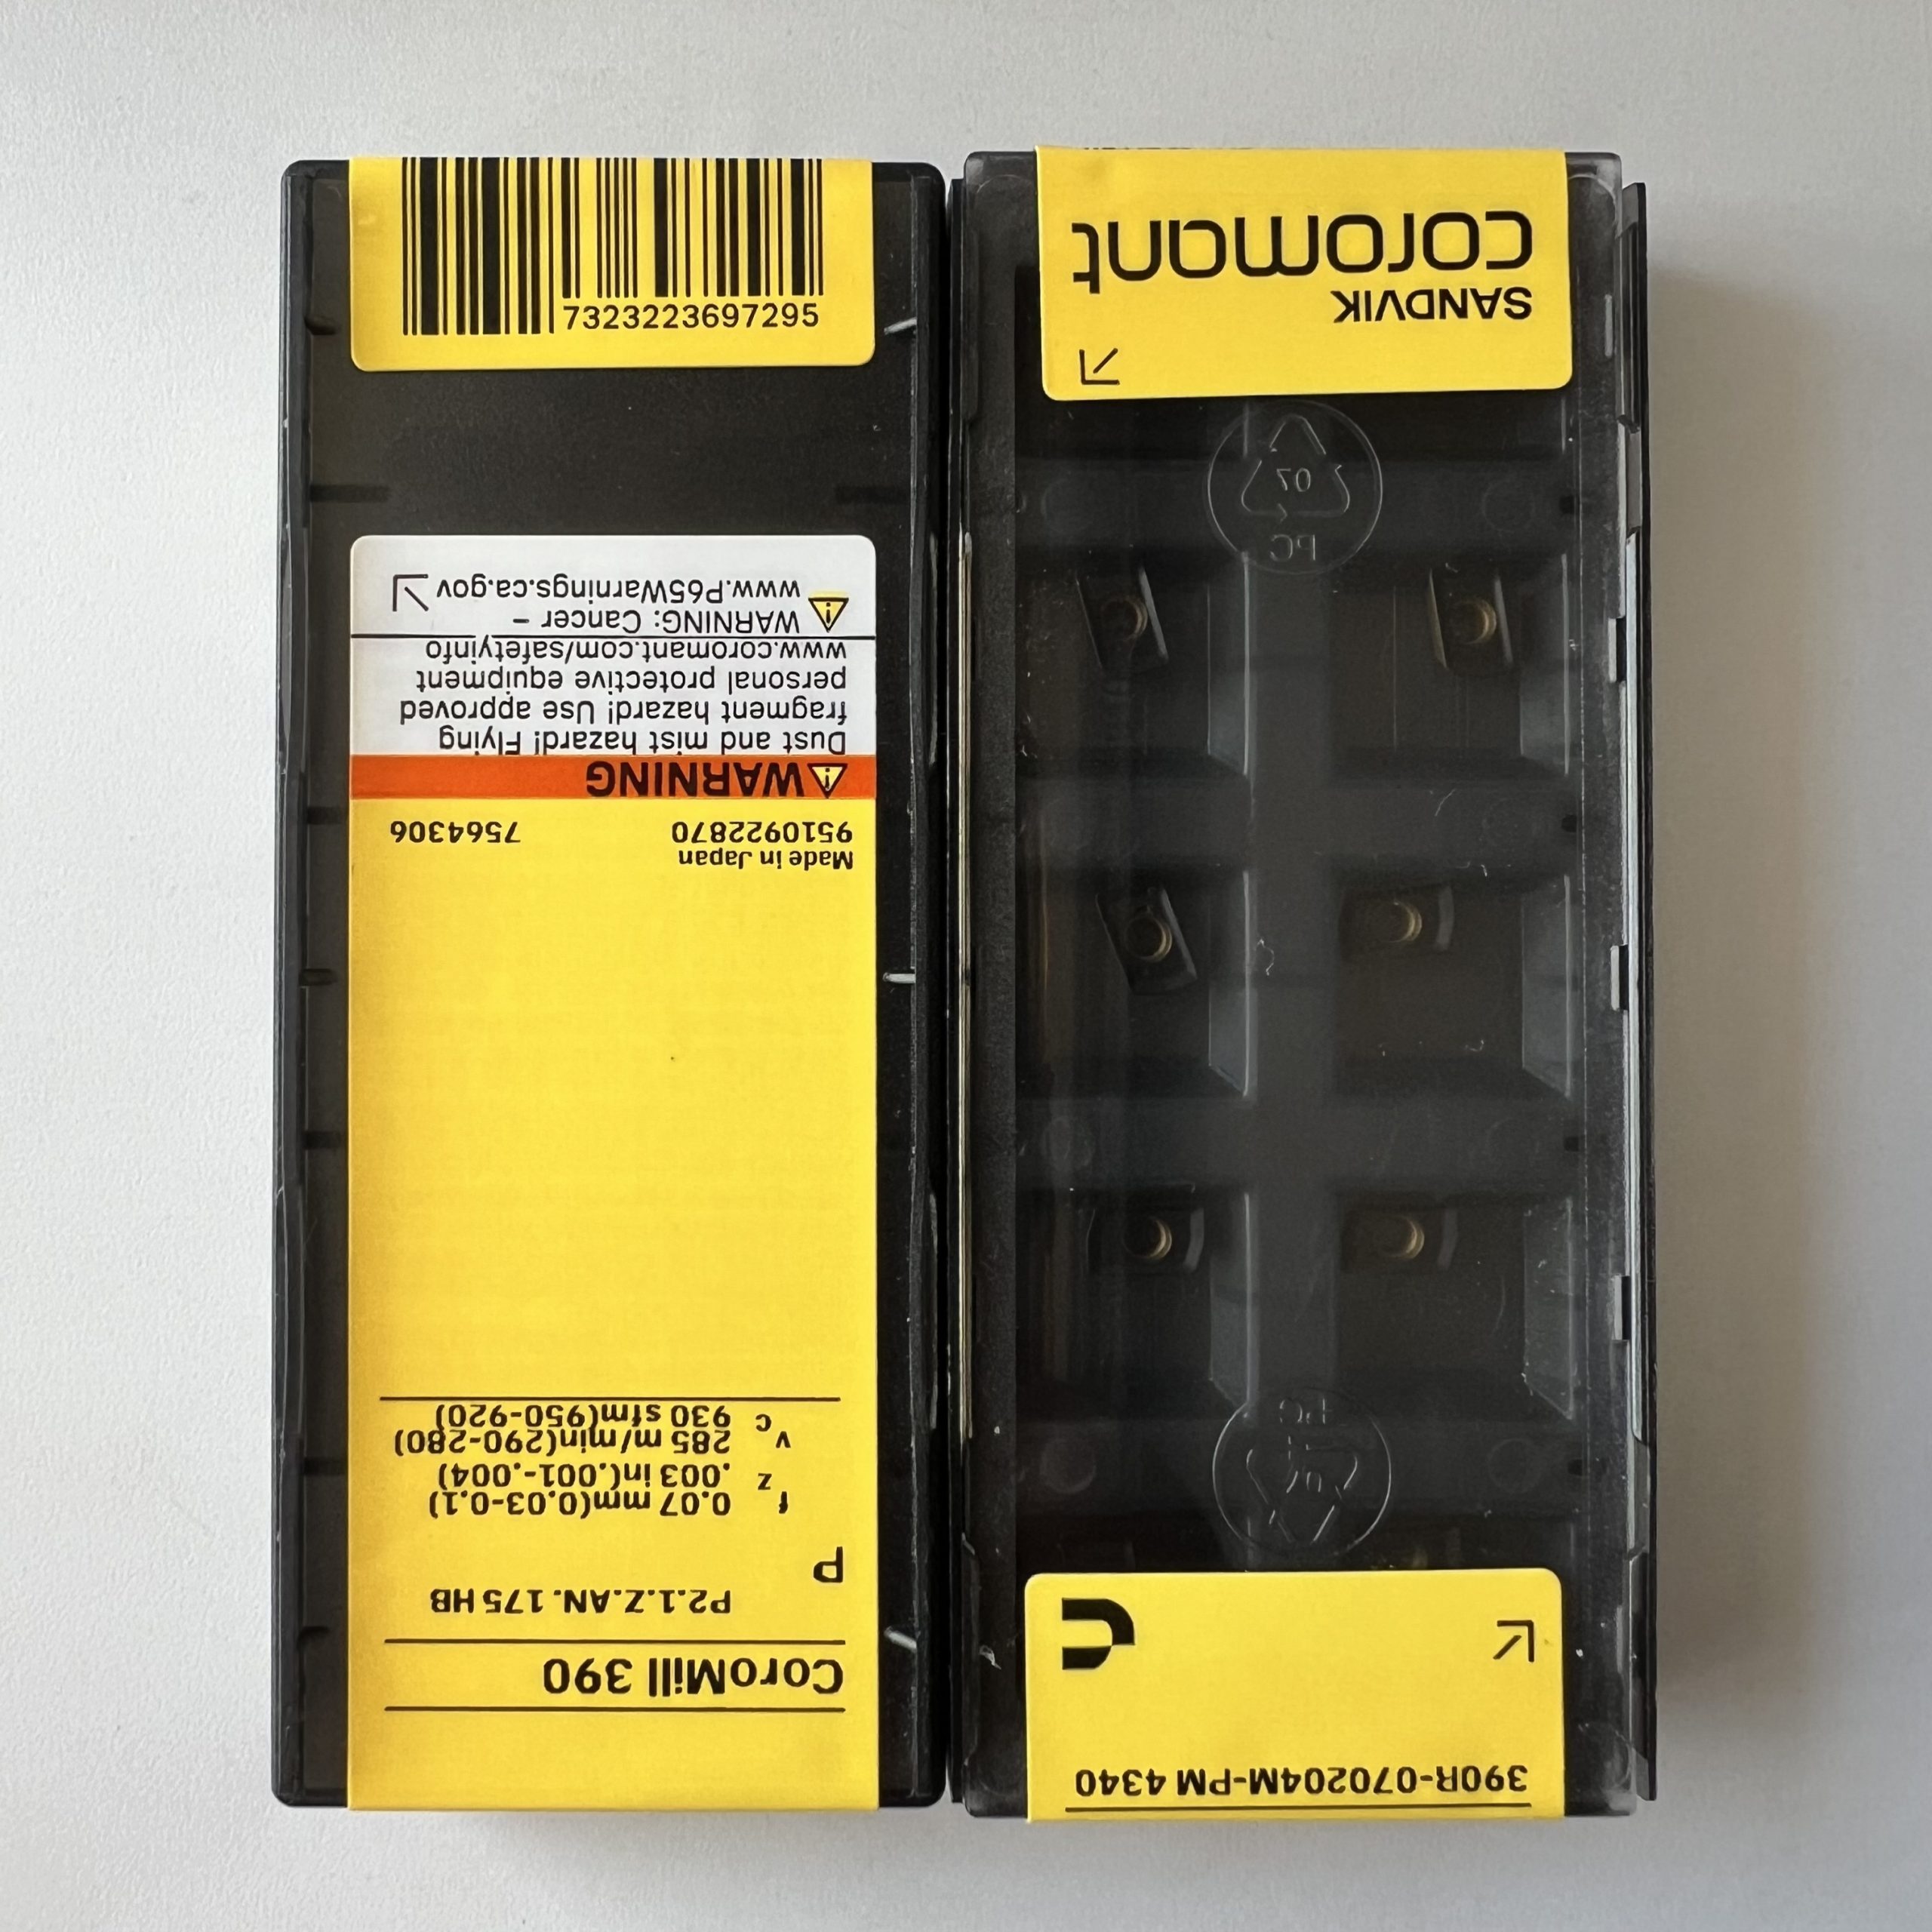 7323223697295
CoroMill 390
P2.1.Z.AN. 175 HB
P
fz 0.07 mm(0.03-0.1)
.003 in(.001-.004)
vc 285 m/min(290-280)
930 sfm(950-920)
Made in Japan
9510922870 7564306
WARNING
Dust and mist hazard! Flying
fragment hazard! Use approved
personal protective equipment
www.coromant.com/safetyinfo
WARNING: Cancer –
www.P65Warnings.ca.gov
390R-070204M-PM 4340
SANDVIK
coromant
07
PC
PC